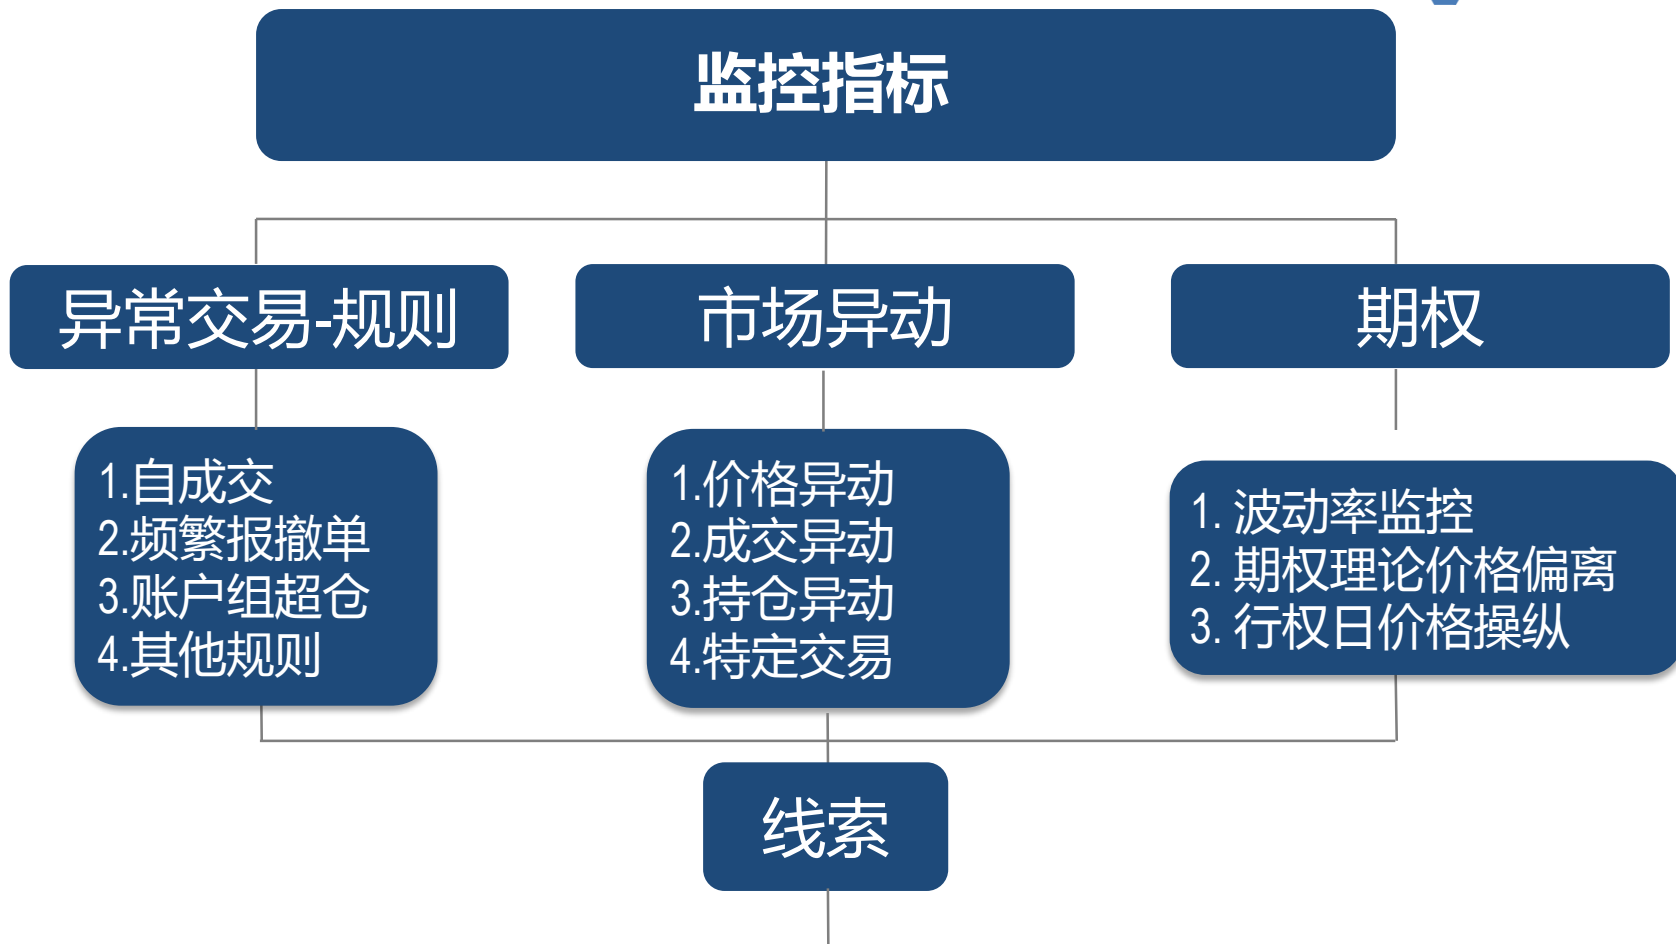 监控指标
异常交易-规则
市场异动
期权
1.自成交
2.频繁报撤单
3.账户组超仓
4.其他规则
1.价格异动
2.成交异动
3.持仓异动
4.特定交易
1. 波动率监控
2. 期权理论价格偏离
3. 行权日价格操纵
线索